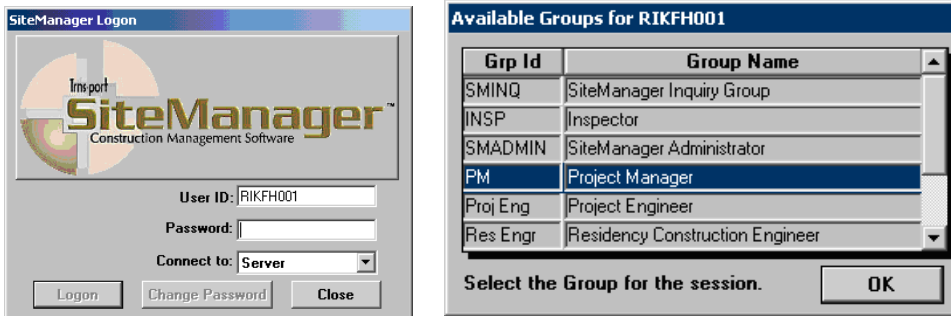 SiteManager Logon
Trns·port
SiteManager™
Construction Management Software
User ID: RIKFH001
Password:
Connect to: Server
Logon Change Password Close
Available Groups for RIKFH001
Grp Id Group Name
SMINQ SiteManager Inquiry Group
INSP Inspector
SMADMIN SiteManager Administrator
PM Project Manager
Proj Eng Project Engineer
Res Engr Residency Construction Engineer
Select the Group for the session. OK